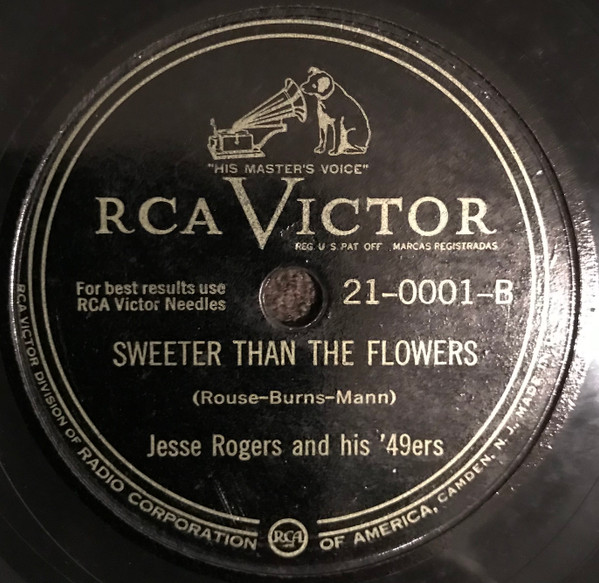 "HIS MASTER'S VOICE"
RCA VICTOR
REG. U. S. PAT. OFF. MARCAS REGISTRADAS
For best results use
RCA Victor Needles
21-0001-B
SWEETER THAN THE FLOWERS
(Rouse-Burns-Mann)
Jesse Rogers and his '49ers
RCA VICTOR DIVISION OF RADIO CORPORATION OF AMERICA, CAMDEN, N. J. MADE
RCA